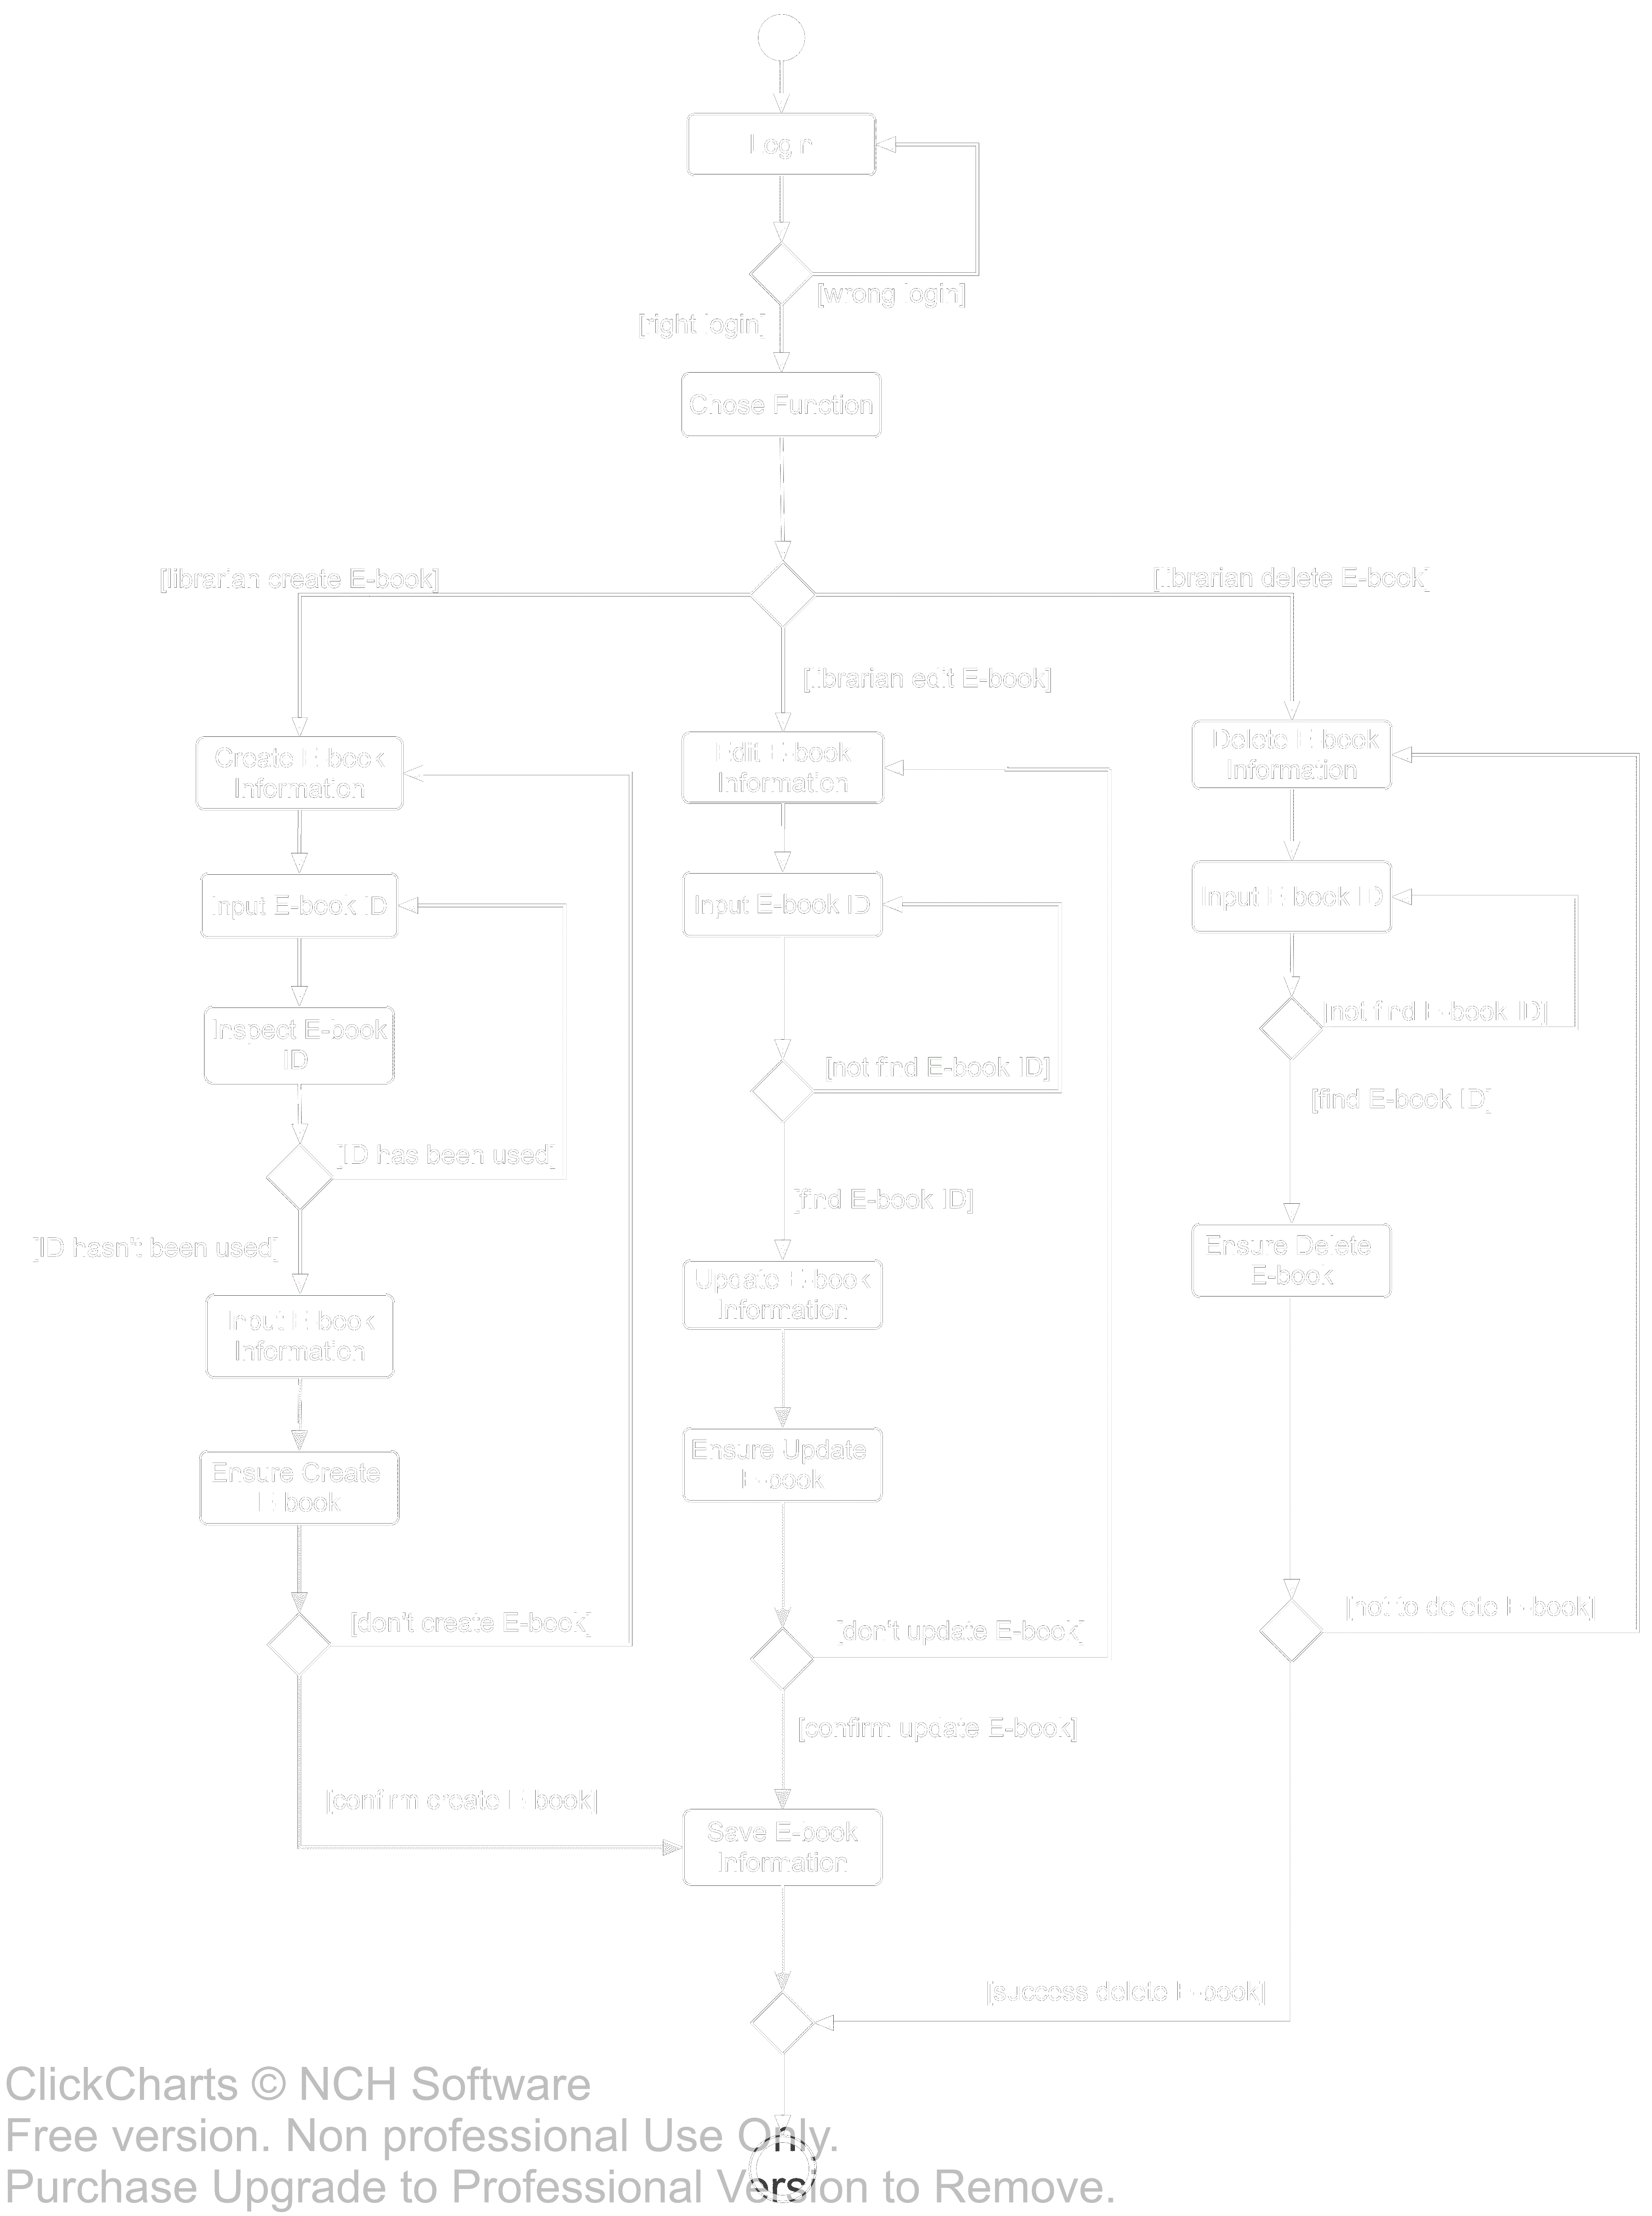 Login
[wrong login]
[right login]
Chose Function
[librarian create E-book]
[librarian delete E-book]
[librarian edit E-book]
Create E-book
Information
Edit E-book
Information
Delete E-book
Information
Input E-book ID
Input E-book ID
Input E-book ID
Inspect E-book
ID
[not find E-book ID]
[not find E-book ID]
[find E-book ID]
[ID has been used]
[find E-book ID]
[ID hasn't been used]
Ensure Delete
E-book
Update E-book
Information
Input E-book
Information
Ensure Update
E-book
Ensure Create
E-book
[not to delete E-book]
[don't create E-book]
[don't update E-book]
[confirm update E-book]
[confirm create E-book]
Save E-book
Information
[success delete E-book]
ClickCharts © NCH Software
Free version. Non professional Use Only.
Purchase Upgrade to Professional Version to Remove.